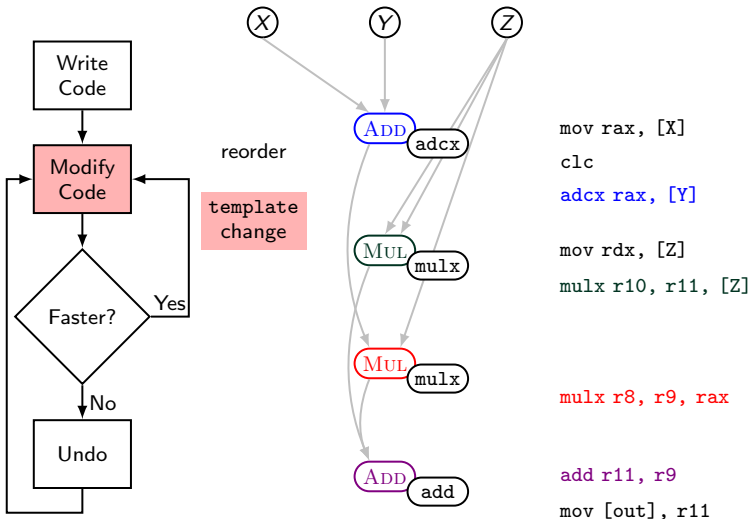 Write
Code
Modify
Code
Faster?
Yes
No
Undo
reorder
template
change
X
Y
Z
ADD
adcx
MUL
mulx
MUL
mulx
ADD
add
mov rax, [X]
clc
adcx rax, [Y]
mov rdx, [Z]
mulx r10, r11, [Z]
mulx r8, r9, rax
add r11, r9
mov [out], r11